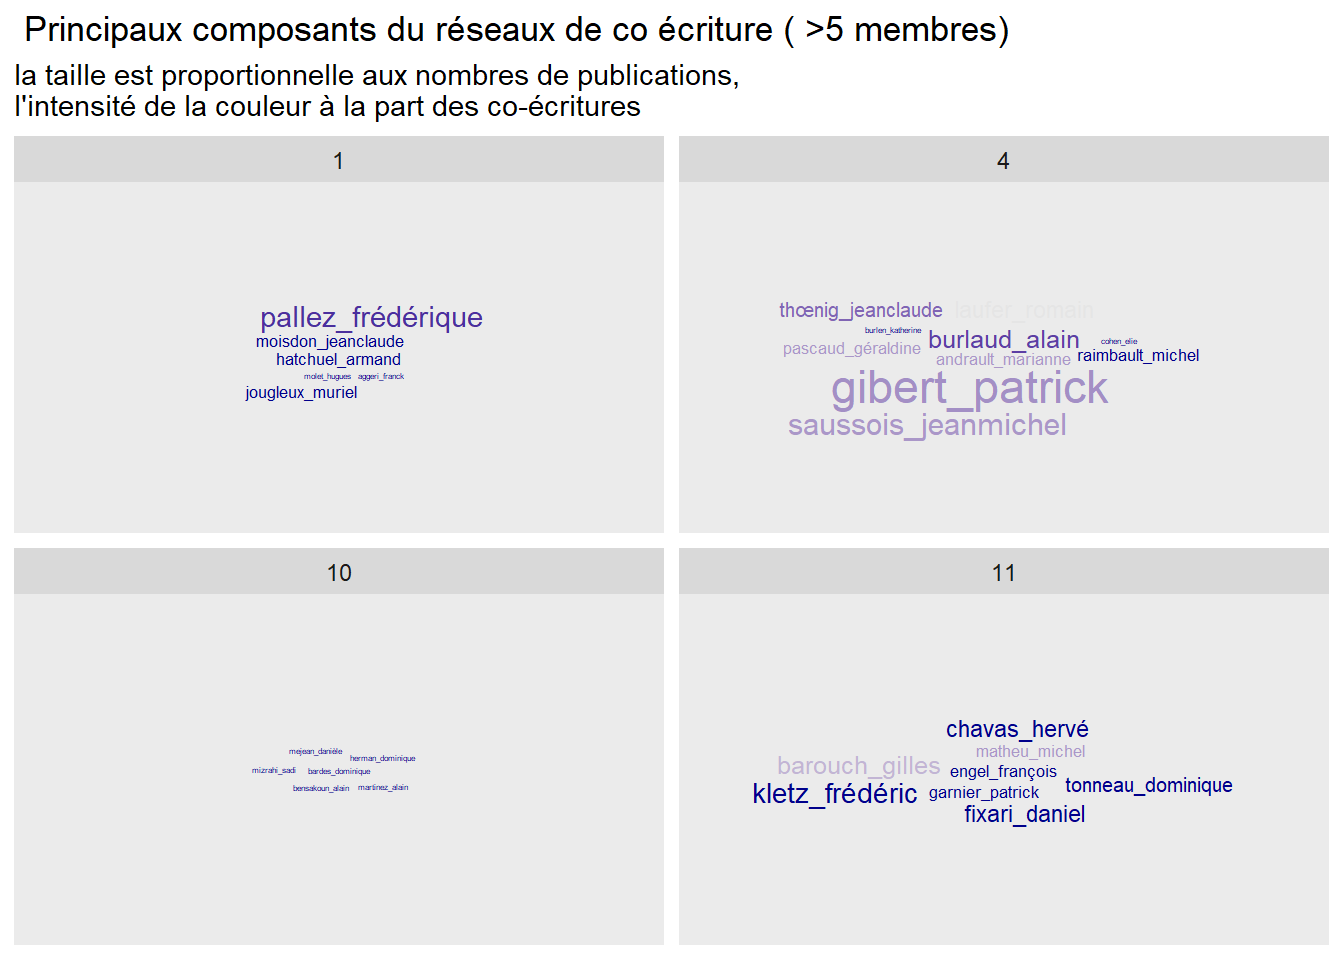 Principaux composants du réseaux de co écriture ( >5 membres)
la taille est proportionnelle aux nombres de publications,
l'intensité de la couleur à la part des co-écritures
1
pallez_frédérique
moisdon_jeanclaude
hatchuel_armand
molet_hugues aggeri_franck
jougleux_muriel
4
thœnig_jeanclaude laufer_romain
burlen_katherine
burlaud_alain cohen_elie
pascaud_géraldine
andrault_marianne raimbault_michel
gibert_patrick
saussois_jeanmichel
10
mejean_danièle
herman_dominique
mizrahi_sadi bardes_dominique
bensakoun_alain martinez_alain
11
chavas_hervé
matheu_michel
barouch_gilles engel_françois
tonneau_dominique
kletz_frédéric garnier_patrick
fixari_daniel